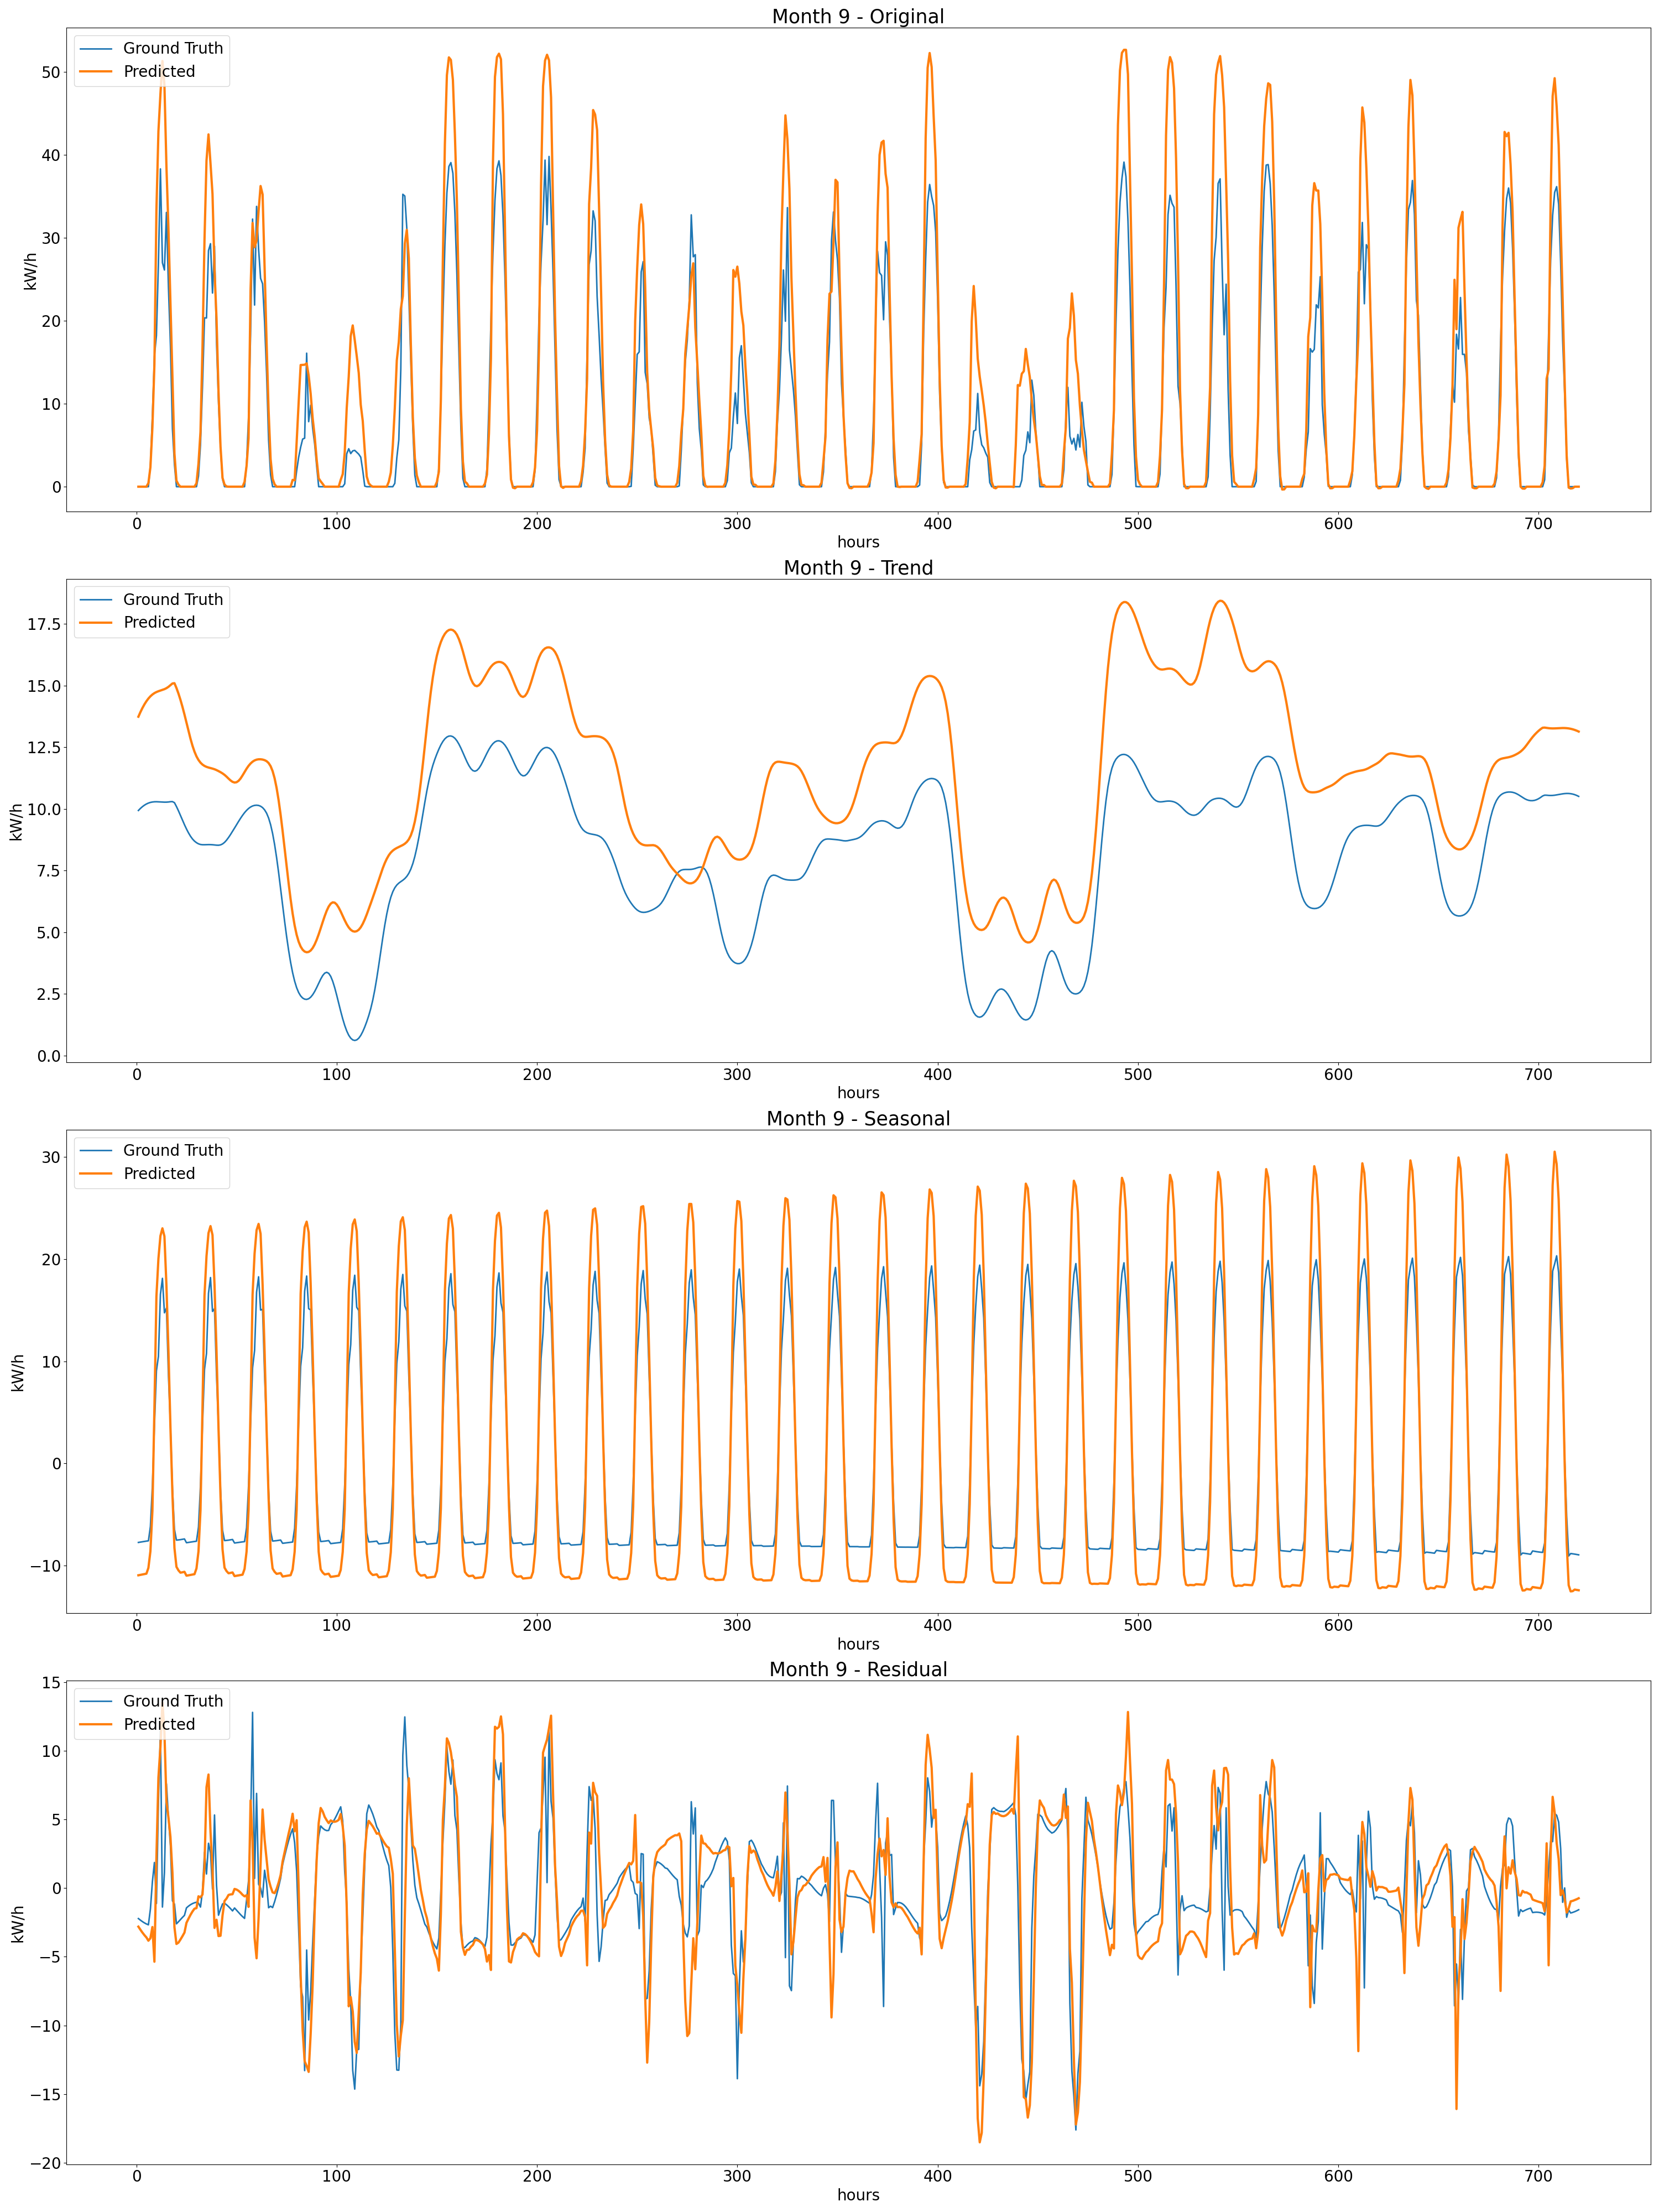 Month 9 - Original
Ground Truth
Predicted
kW/h
50
40
30
20
10
0
0 100 200 300 400 500 600 700
hours
Month 9 - Trend
Ground Truth
Predicted
kW/h
17.5
15.0
12.5
10.0
7.5
5.0
2.5
0.0
0 100 200 300 400 500 600 700
hours
Month 9 - Seasonal
Ground Truth
Predicted
kW/h
30
20
10
0
−10
0 100 200 300 400 500 600 700
hours
Month 9 - Residual
Ground Truth
Predicted
kW/h
15
10
5
0
−5
−10
−15
−20
0 100 200 300 400 500 600 700
hours